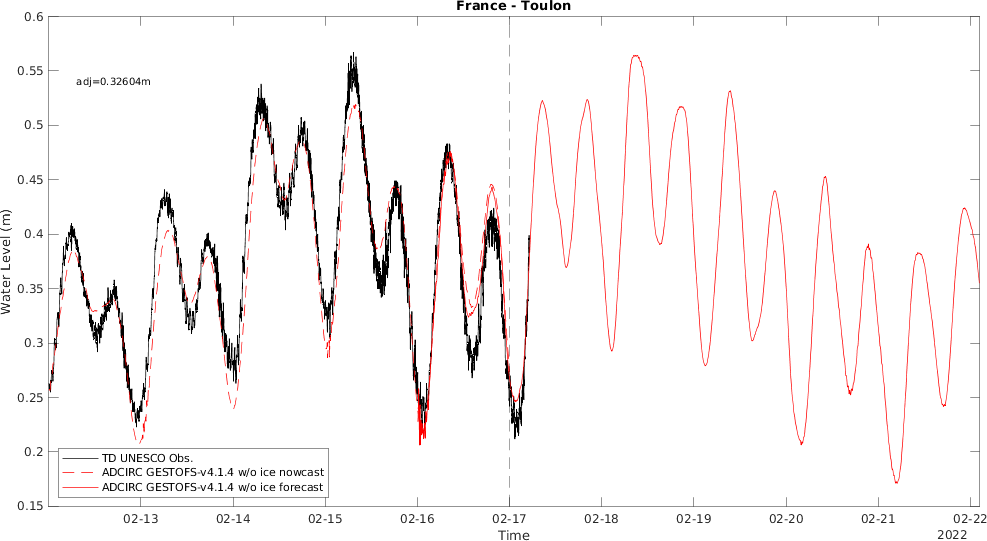 France - Toulon
0.6
0.55
0.5
0.45
0.4
0.35
0.3
0.25
0.2
0.15
Water Level (m)
adj=0.32604m
TD UNESCO Obs.
ADCIRC GESTOFS-v4.1.4 w/o ice nowcast
ADCIRC GESTOFS-v4.1.4 w/o ice forecast
02-13 02-14 02-15 02-16 02-17 02-18 02-19 02-20 02-21 02-22
Time
2022